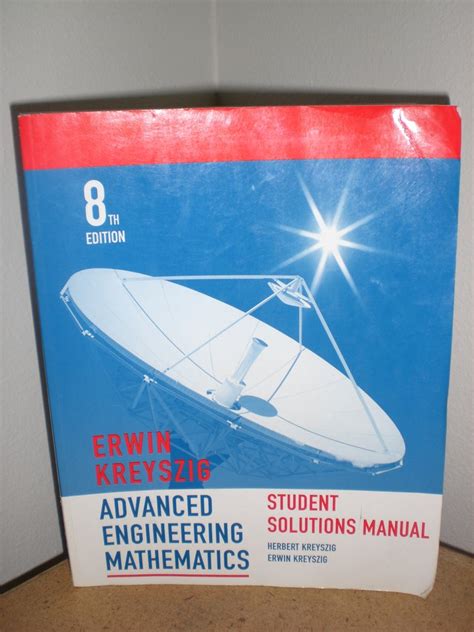 8TH
EDITION
ERWIN
KREYSZIG
ADVANCED
ENGINEERING
MATHEMATICS
STUDENT
SOLUTIONS MANUAL
HERBERT KREYSZIG
ERWIN KREYSZIG